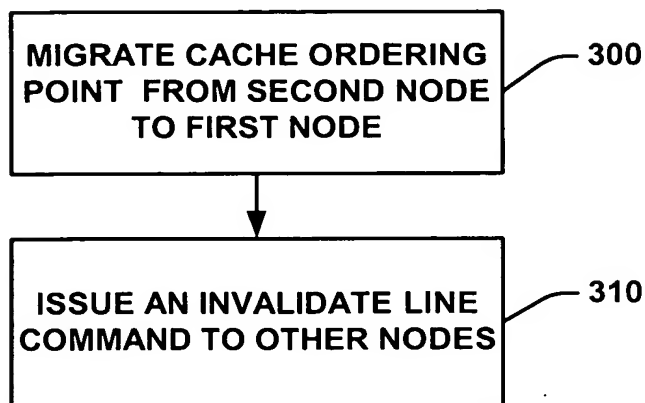 MIGRATE CACHE ORDERING
POINT FROM SECOND NODE
TO FIRST NODE
300
ISSUE AN INVALIDATE LINE
COMMAND TO OTHER NODES
310